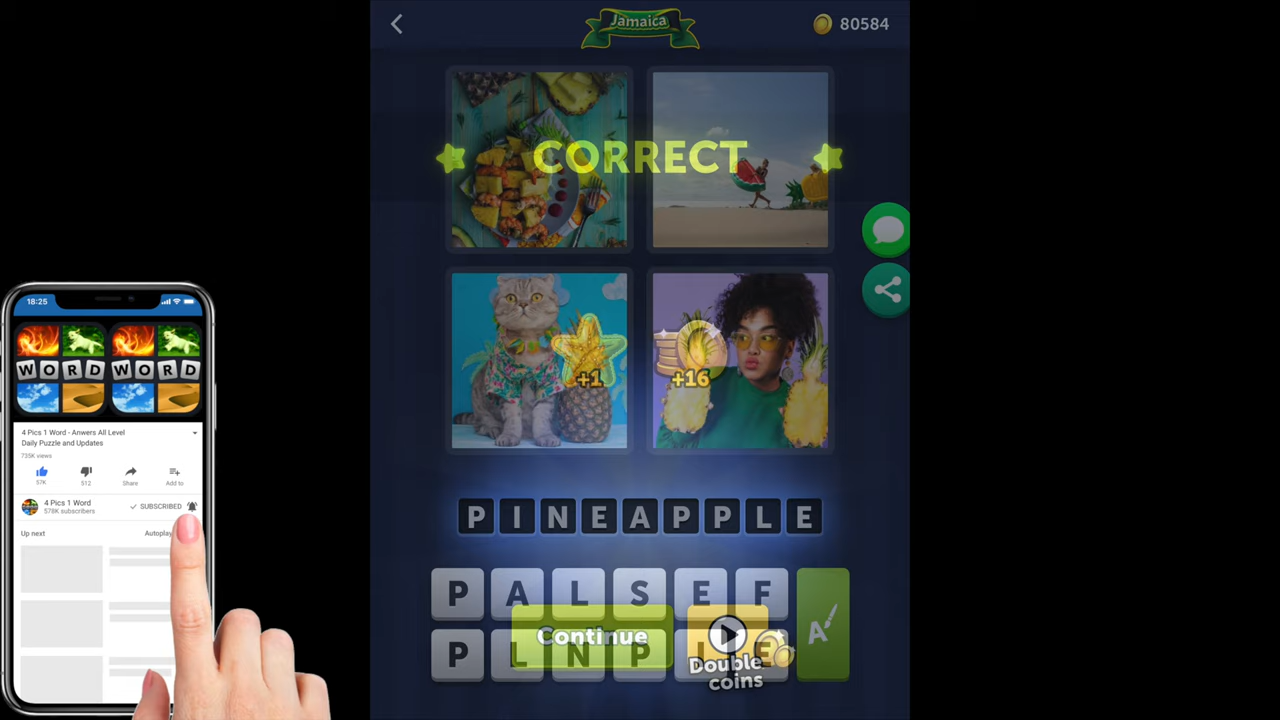 Jamaica
80584
CORRECT
+1
+16
PINEAPPLE
P A L S E F
P L N P I E
A
Continue
Double
coins
18:25
WORD WORD
4 Pics 1 Word - Anwers All Level
Daily Puzzle and Updates
735K views
57K
512
Share
Add to
4 Pics 1 Word
578K subscribers
SUBSCRIBED
Up next
Autoplay